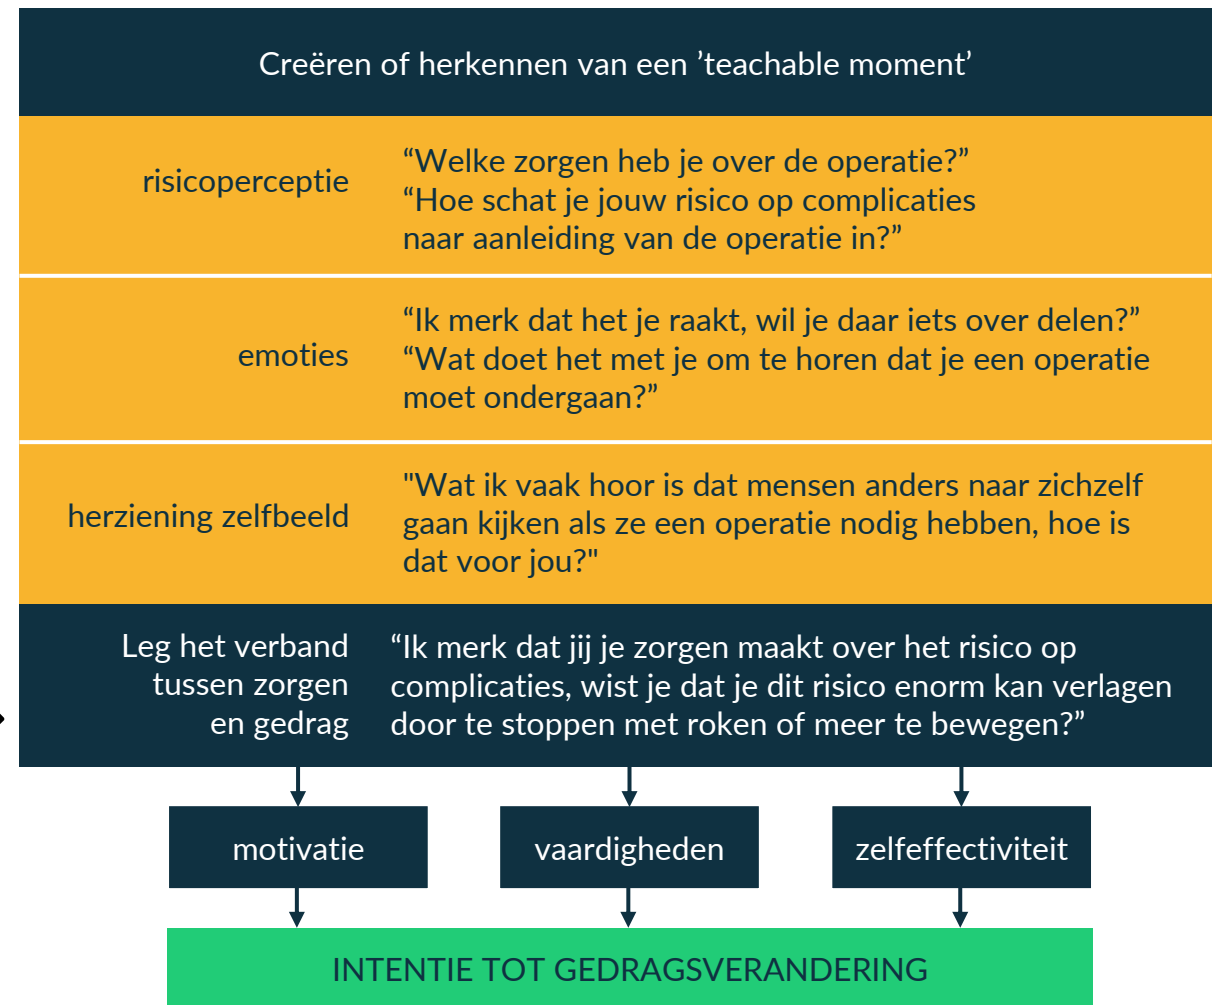 Creëren of herkennen van een ’teachable moment’
risicoperceptie
“Welke zorgen heb je over de operatie?”
“Hoe schat je jouw risico op complicaties
naar aanleiding van de operatie in?”
emoties
“Ik merk dat het je raakt, wil je daar iets over delen?”
“Wat doet het met je om te horen dat je een operatie
moet ondergaan?”
herziening zelfbeeld
"Wat ik vaak hoor is dat mensen anders naar zichzelf
gaan kijken als ze een operatie nodig hebben, hoe is
dat voor jou?"
Leg het verband
tussen zorgen
en gedrag
“Ik merk dat jij je zorgen maakt over het risico op
complicaties, wist je dat je dit risico enorm kan verlagen
door te stoppen met roken of meer te bewegen?”
motivatie
vaardigheden
zelfeffectiviteit
INTENTIE TOT GEDRAGSVERANDERING